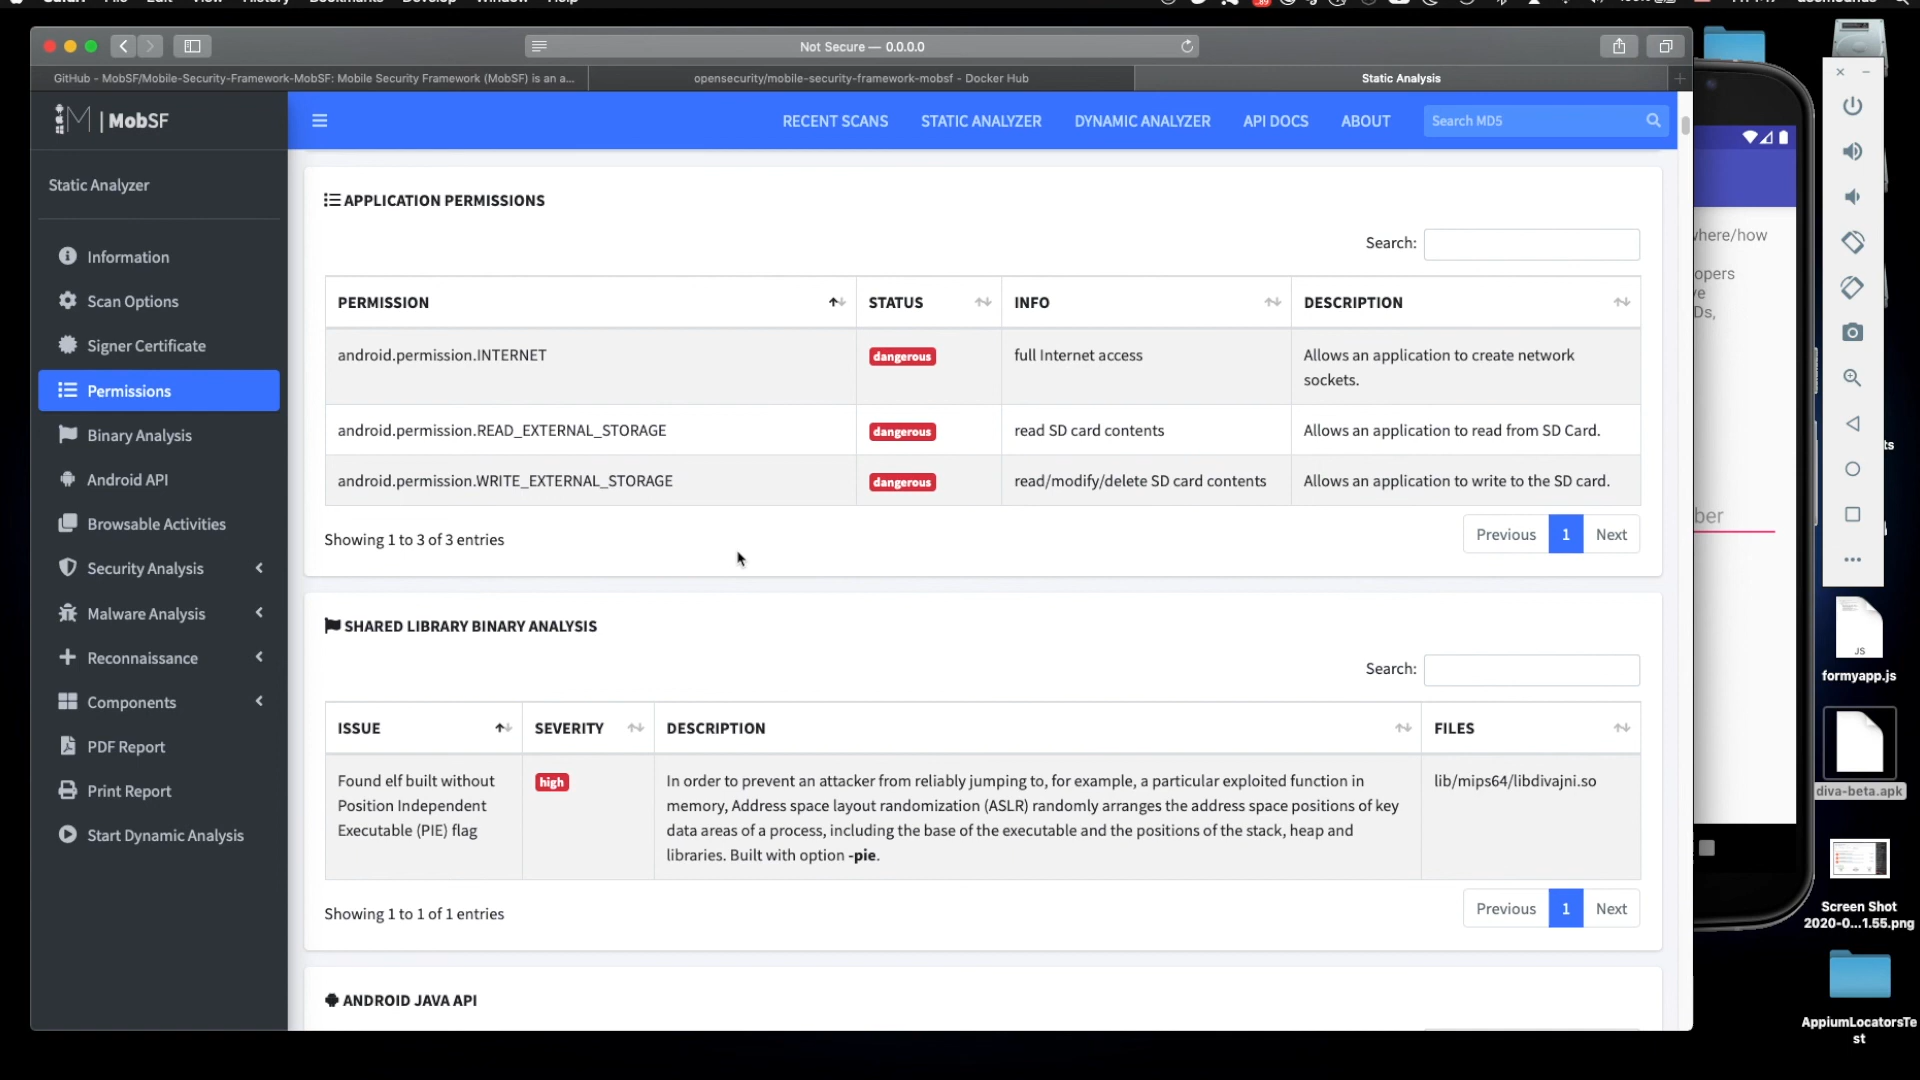 Not Secure — 0.0.0.0
GitHub - MobSF/Mobile-Security-Framework-MobSF: Mobile Security Framework (MobSF) is an a...
opensecurity/mobile-security-framework-mobsf - Docker Hub
Static Analysis
M | MobSF
RECENT SCANS
STATIC ANALYZER
DYNAMIC ANALYZER
API DOCS
ABOUT
Search MD5
Static Analyzer
Information
Scan Options
Signer Certificate
Permissions
Binary Analysis
Android API
Browsable Activities
Security Analysis
Malware Analysis
Reconnaissance
Components
PDF Report
Print Report
Start Dynamic Analysis
APPLICATION PERMISSIONS
Search:
PERMISSION STATUS INFO DESCRIPTION
android.permission.INTERNET dangerous full Internet access Allows an application to create network
sockets.
android.permission.READ_EXTERNAL_STORAGE dangerous read SD card contents Allows an application to read from SD Card.
android.permission.WRITE_EXTERNAL_STORAGE dangerous read/modify/delete SD card contents Allows an application to write to the SD card.
Showing 1 to 3 of 3 entries
Previous 1 Next
SHARED LIBRARY BINARY ANALYSIS
Search:
ISSUE SEVERITY DESCRIPTION FILES
Found elf built without high In order to prevent an attacker from reliably jumping to, for example, a particular exploited function in lib/mips64/libdivajni.so
Position Independent memory, Address space layout randomization (ASLR) randomly arranges the address space positions of key
Executable (PIE) flag data areas of a process, including the base of the executable and the positions of the stack, heap and
libraries. Built with option -pie.
Showing 1 to 1 of 1 entries
Previous 1 Next
ANDROID JAVA API
where/how
opers
Ds,
ber
ts
JS
formyapp.js
diva-beta.apk
Screen Shot
2020-0...1.55.png
AppiumLocatorsTe
st